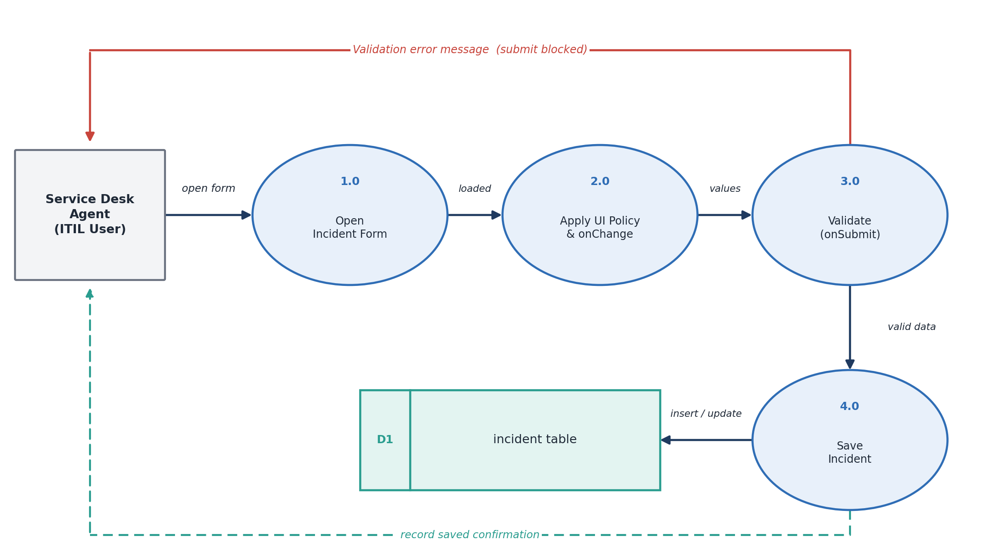 Validation error message  (submit blocked)
Service Desk
Agent
(ITIL User)
open form
1.0
Open
Incident Form
loaded
2.0
Apply UI Policy
& onChange
values
3.0
Validate
(onSubmit)
valid data
D1
incident table
insert / update
4.0
Save
Incident
record saved confirmation